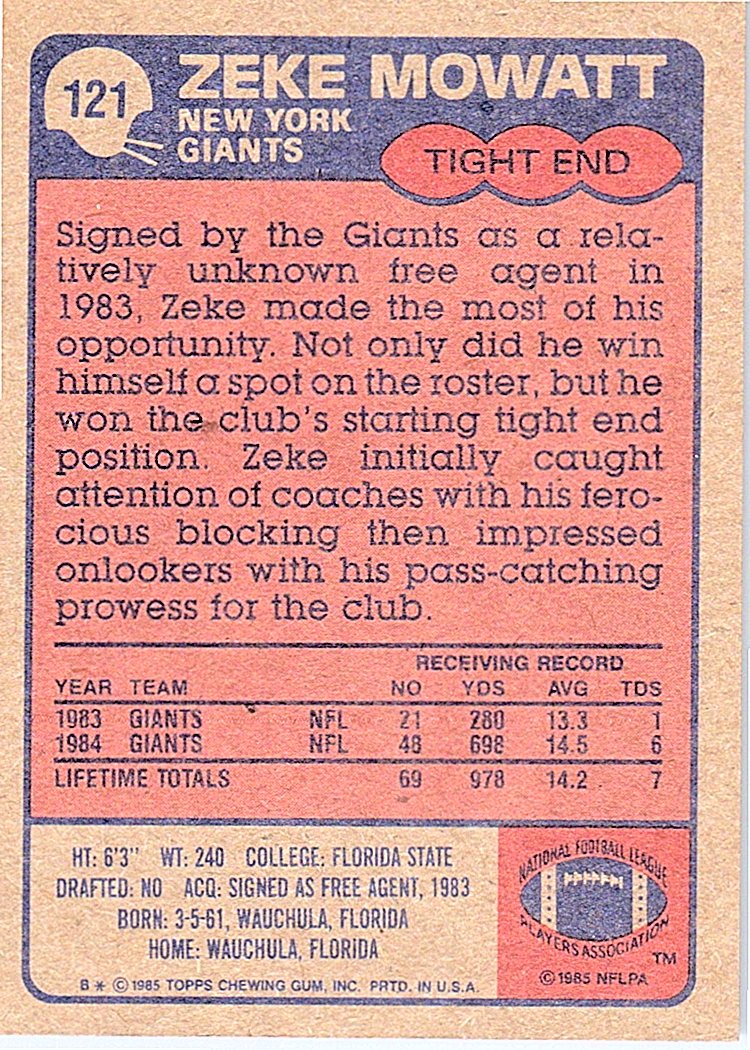 121
ZEKE MOWATT
NEW YORK
GIANTS
TIGHT END
Signed by the Giants as a rela-
tively unknown free agent in
1983, Zeke made the most of his
opportunity. Not only did he win
himself a spot on the roster, but he
won the club's starting tight end
position. Zeke initially caught
attention of coaches with his fero-
cious blocking then impressed
onlookers with his pass-catching
prowess for the club.
RECEIVING RECORD
YEAR TEAM NO YDS AVG TDS
1983 GIANTS NFL 21 280 13.3 1
1984 GIANTS NFL 48 698 14.5 6
LIFETIME TOTALS 69 978 14.2 7
HT: 6'3" WT: 240 COLLEGE: FLORIDA STATE
DRAFTED: NO ACQ: SIGNED AS FREE AGENT, 1983
BORN: 3-5-61, WAUCHULA, FLORIDA
HOME: WAUCHULA, FLORIDA
B * © 1985 TOPPS CHEWING GUM, INC. PRTD. IN U.S.A.
NATIONAL FOOTBALL LEAGUE
PLAYERS ASSOCIATION
TM
© 1985 NFLPA